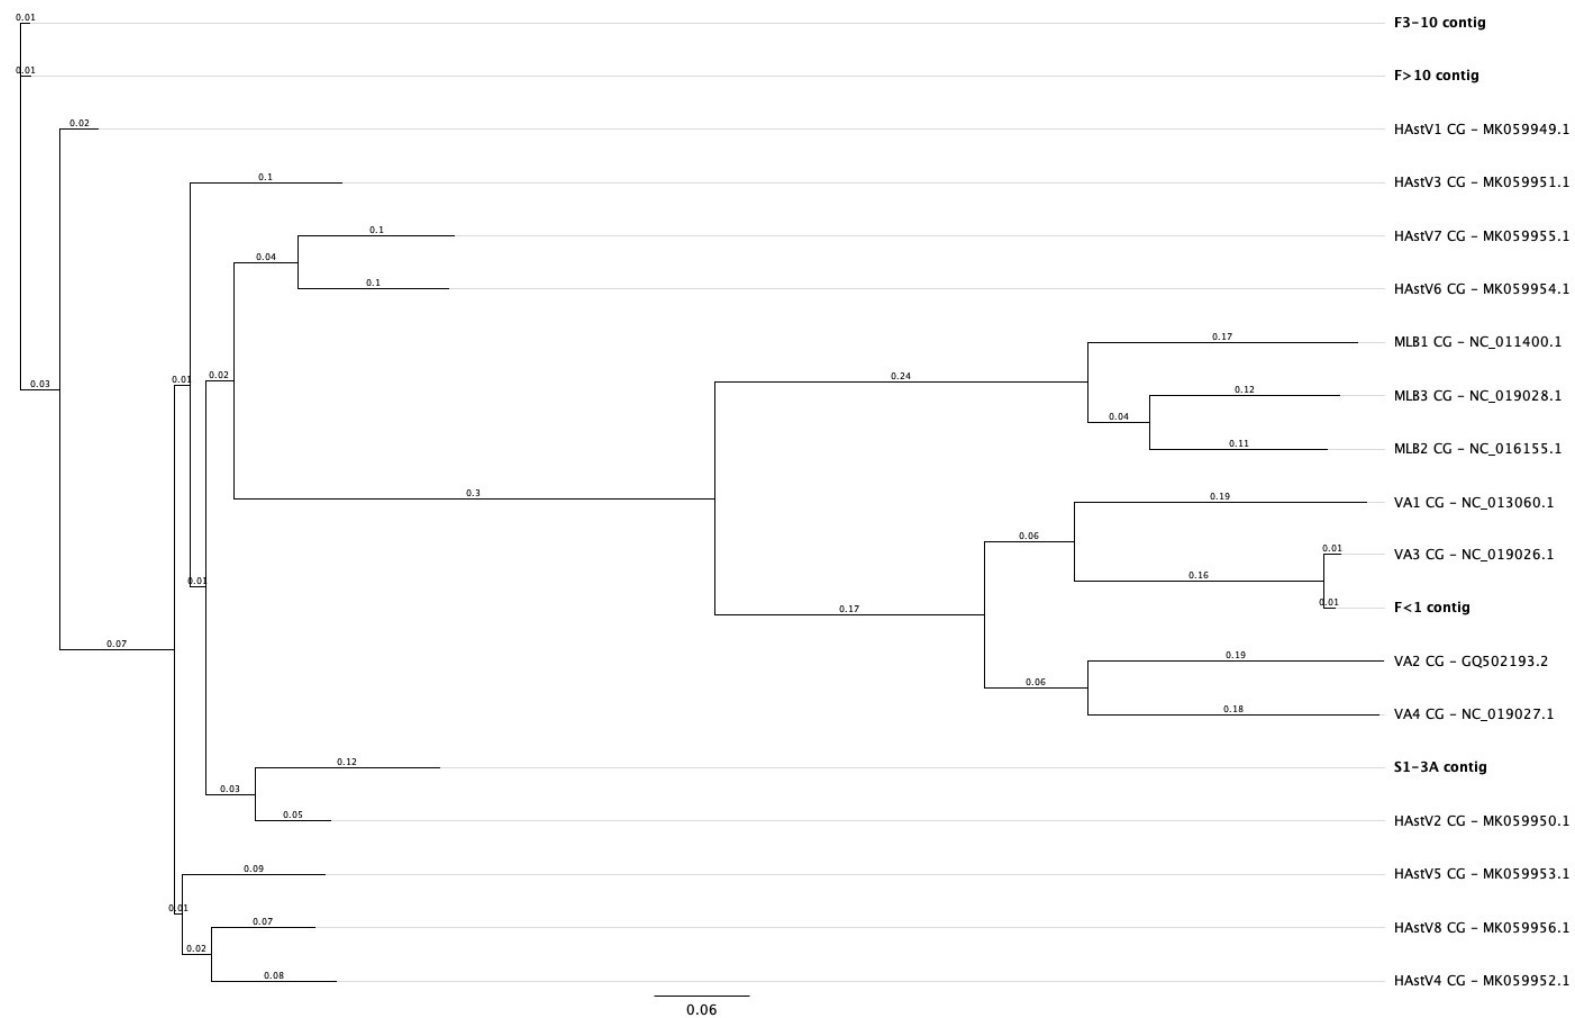 0.01
F3-10 contig
0.01
F>10 contig
0.02
HAstV1 CG - MK059949.1
0.1
HAstV3 CG - MK059951.1
0.1
HAstV7 CG - MK059955.1
0.04
0.1
HAstV6 CG - MK059954.1
0.17
MLB1 CG - NC_011400.1
0.03
0.01
0.02
0.24
0.12
MLB3 CG - NC_019028.1
0.04
0.11
MLB2 CG - NC_016155.1
0.3
0.19
VA1 CG - NC_013060.1
0.06
0.01
VA3 CG - NC_019026.1
0.01
0.16
0.01
F<1 contig
0.17
0.07
0.19
VA2 CG - GQ502193.2
0.06
0.18
VA4 CG - NC_019027.1
0.12
S1-3A contig
0.03
0.05
HAstV2 CG - MK059950.1
0.09
HAstV5 CG - MK059953.1
0.01
0.07
HAstV8 CG - MK059956.1
0.02
0.08
HAstV4 CG - MK059952.1
0.06